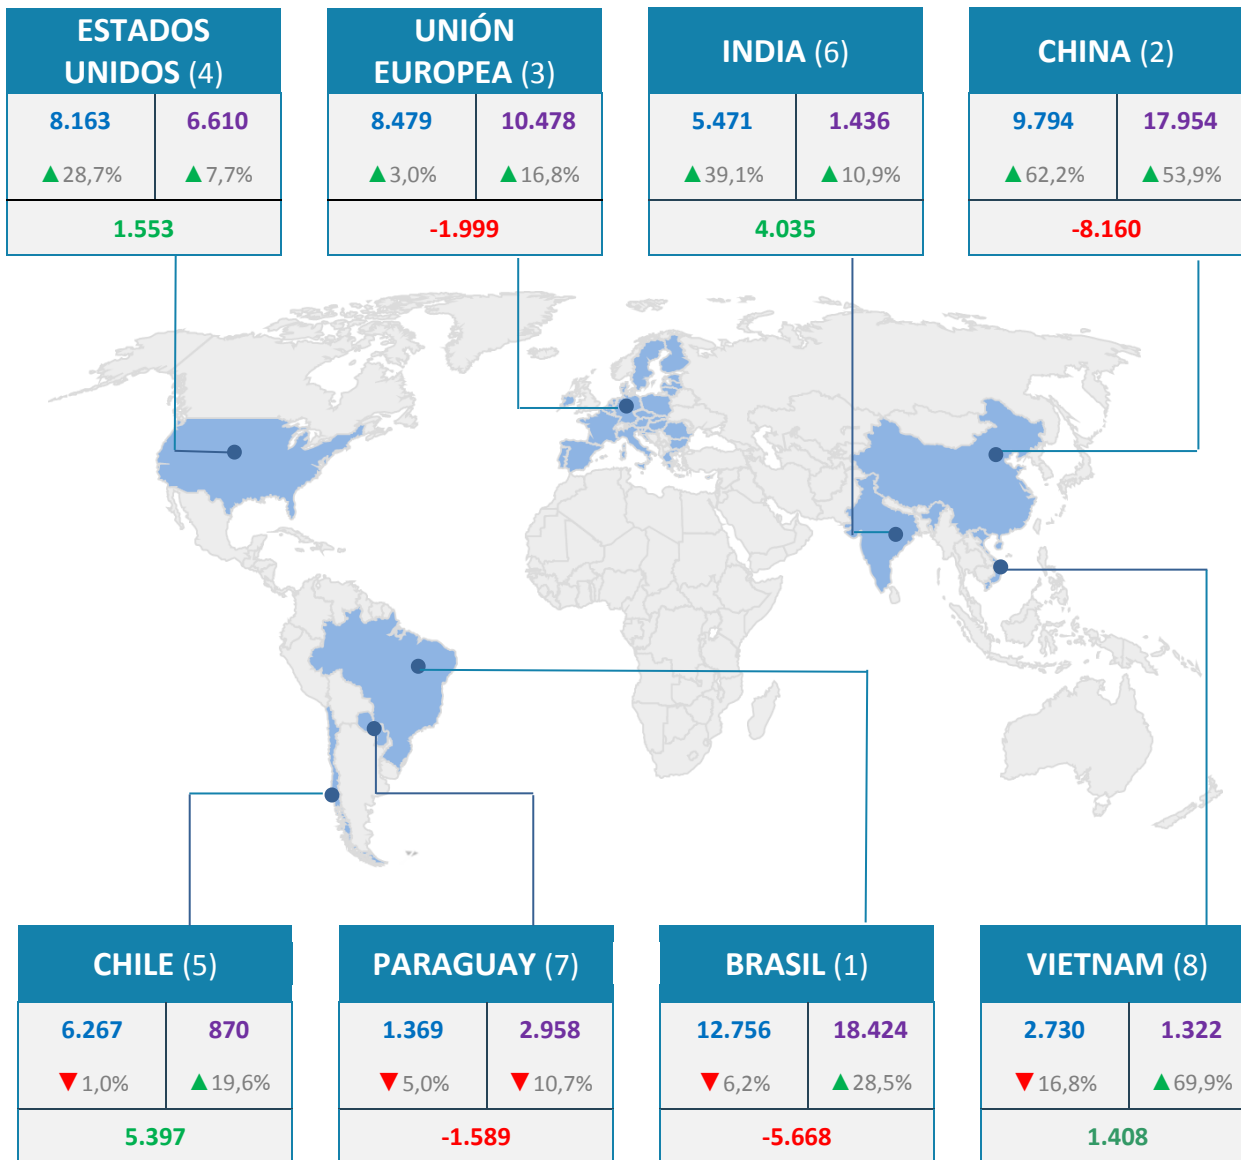 ESTADOS
UNIDOS (4)
8.163 6.610
▲28,7% ▲7,7%
1.553
UNIÓN
EUROPEA (3)
8.479 10.478
▲3,0% ▲16,8%
-1.999
INDIA (6)
5.471 1.436
▲39,1% ▲10,9%
4.035
CHINA (2)
9.794 17.954
▲62,2% ▲53,9%
-8.160
CHILE (5)
6.267 870
▼1,0% ▲19,6%
5.397
PARAGUAY (7)
1.369 2.958
▼5,0% ▼10,7%
-1.589
BRASIL (1)
12.756 18.424
▼6,2% ▲28,5%
-5.668
VIETNAM (8)
2.730 1.322
▼16,8% ▲69,9%
1.408